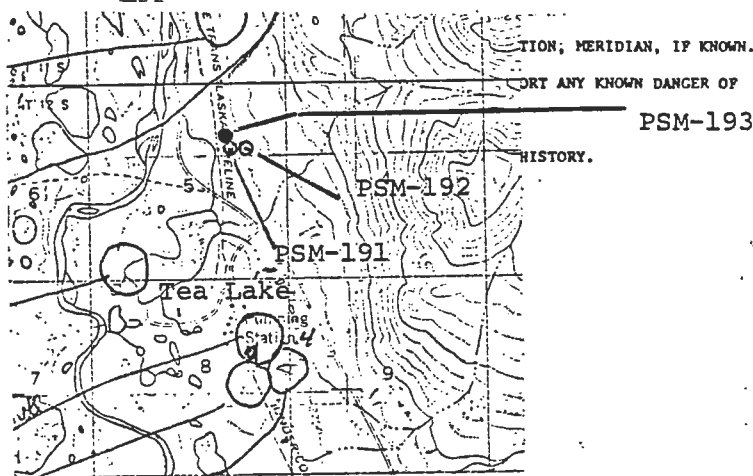 TION, MERIDIAN, IF KNOWN.
ORT ANY KNOWN DANGER OF
PSM-193
HISTORY.
PSM-192
6
5
PSM-191
Tea Lake
Station 4
7
8
9